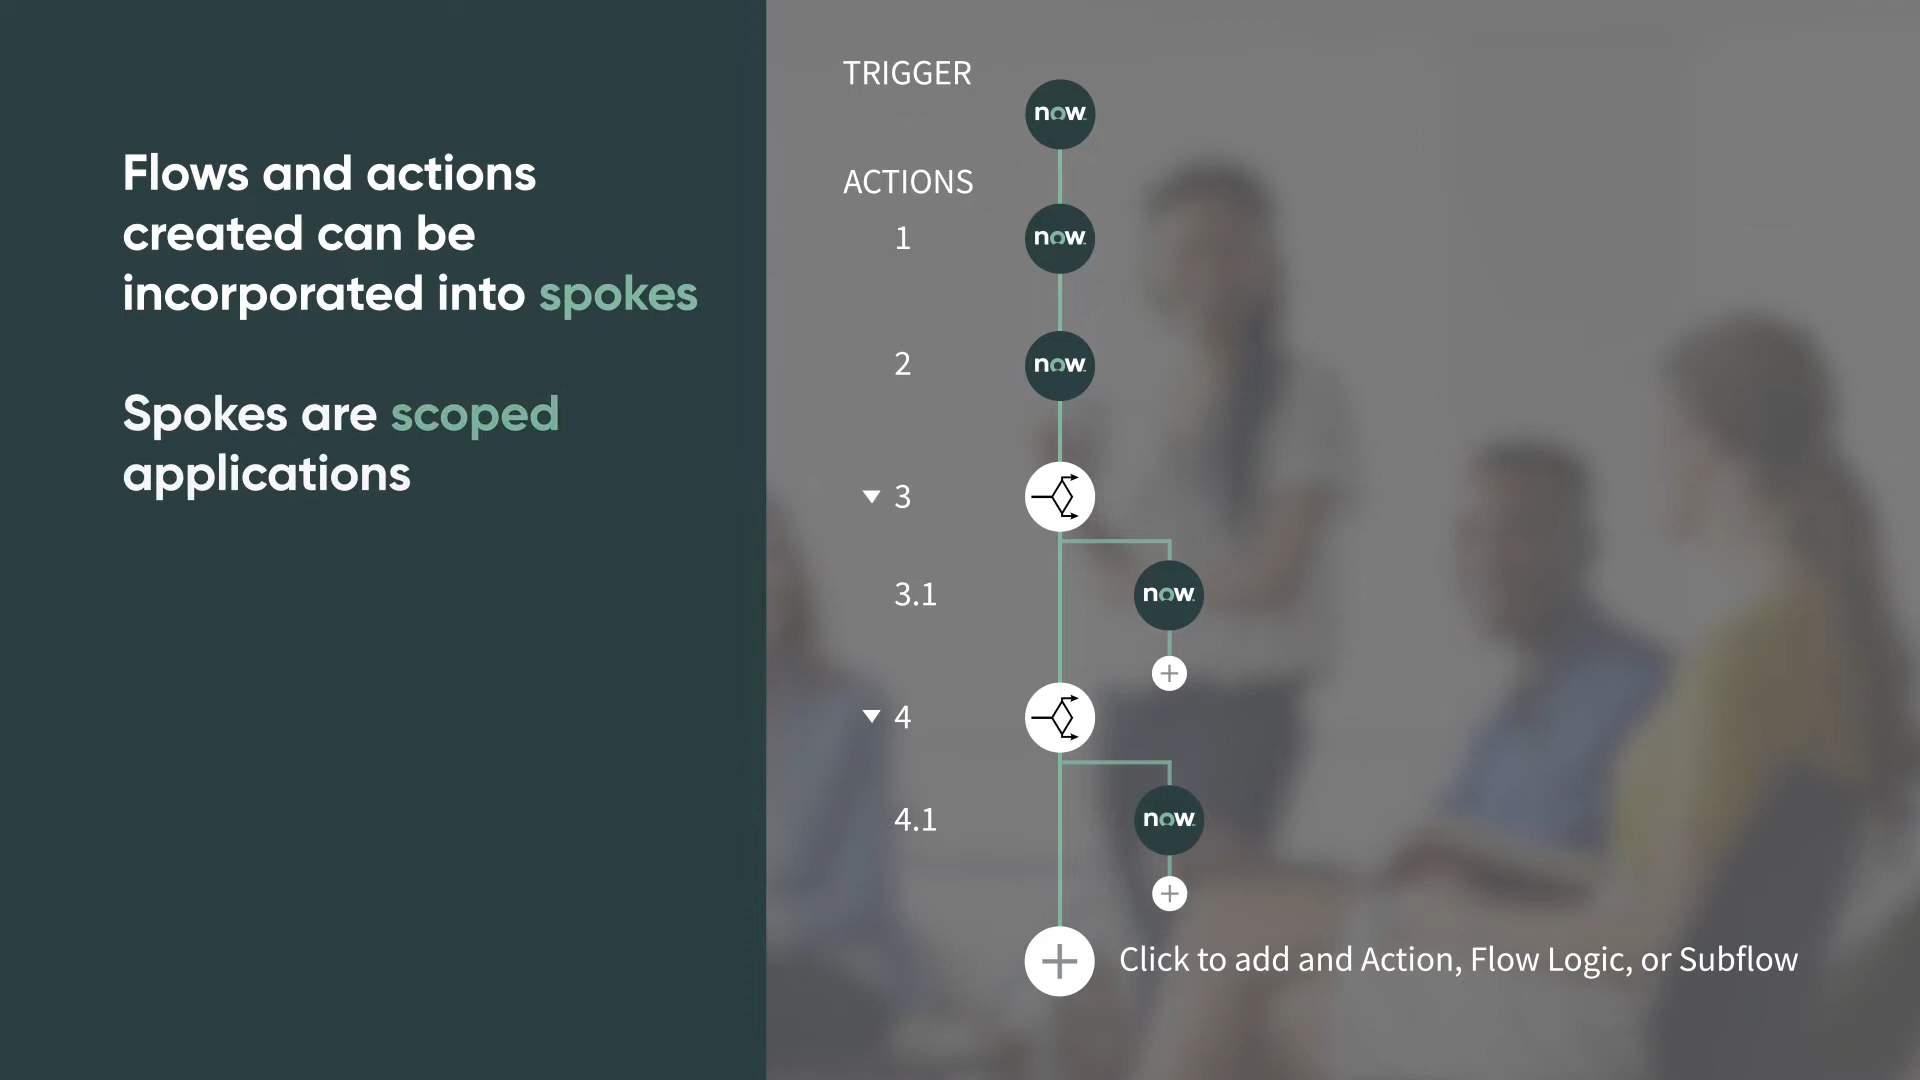 Flows and actions
created can be
incorporated into spokes
Spokes are scoped
applications
TRIGGER
now
ACTIONS
1
now
2
now
3
3.1
now
4
4.1
now
Click to add and Action, Flow Logic, or Subflow